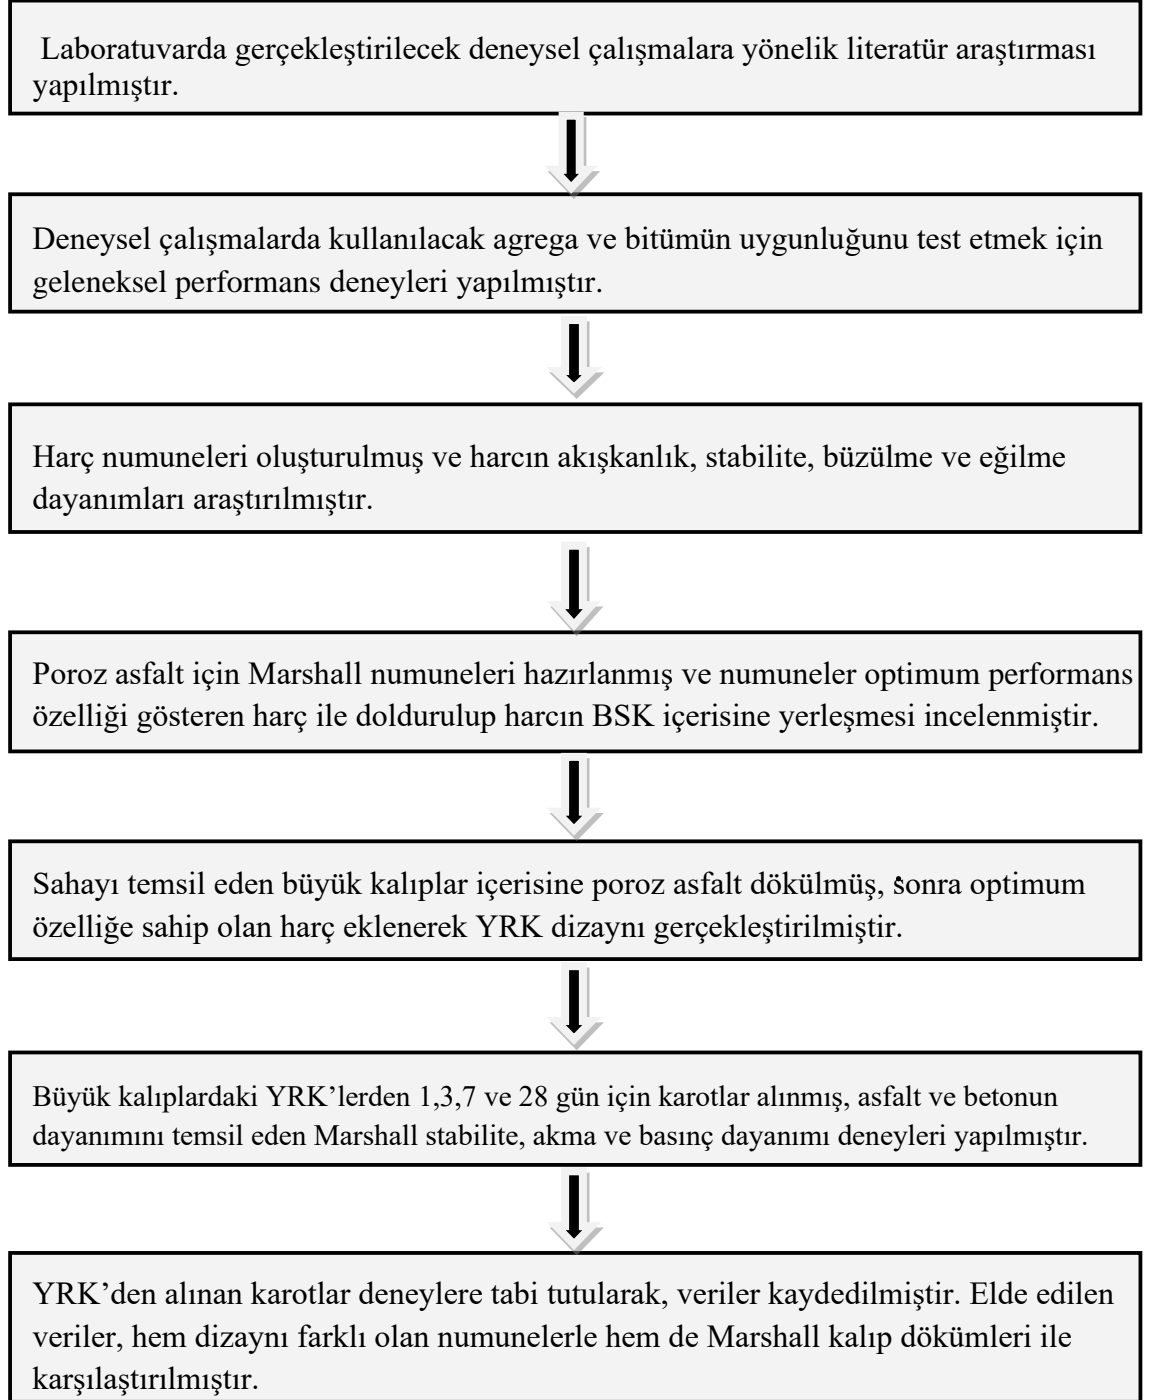 Laboratuvarda gerçekleştirilecek deneysel çalışmalara yönelik literatür araştırması
yapılmıştır.
Deneysel çalışmalarda kullanılacak agrega ve bitümün uygunluğunu test etmek için
geleneksel performans deneyleri yapılmıştır.
Harç numuneleri oluşturulmuş ve harcın akışkanlık, stabilite, büzülme ve eğilme
dayanımları araştırılmıştır.
Poroz asfalt için Marshall numuneleri hazırlanmış ve numuneler optimum performans
özelliği gösteren harç ile doldurulup harcın BSK içerisine yerleşmesi incelenmiştir.
Sahayı temsil eden büyük kalıplar içerisine poroz asfalt dökülmüş, sonra optimum
özelliğe sahip olan harç eklenerek YRK dizaynı gerçekleştirilmiştir.
Büyük kalıplardaki YRK’lerden 1,3,7 ve 28 gün için karotlar alınmış, asfalt ve betonun
dayanımını temsil eden Marshall stabilite, akma ve basınç dayanımı deneyleri yapılmıştır.
YRK’den alınan karotlar deneylere tabi tutularak, veriler kaydedilmiştir. Elde edilen
veriler, hem dizaynı farklı olan numunelerle hem de Marshall kalıp dökümleri ile
karşılaştırılmıştır.